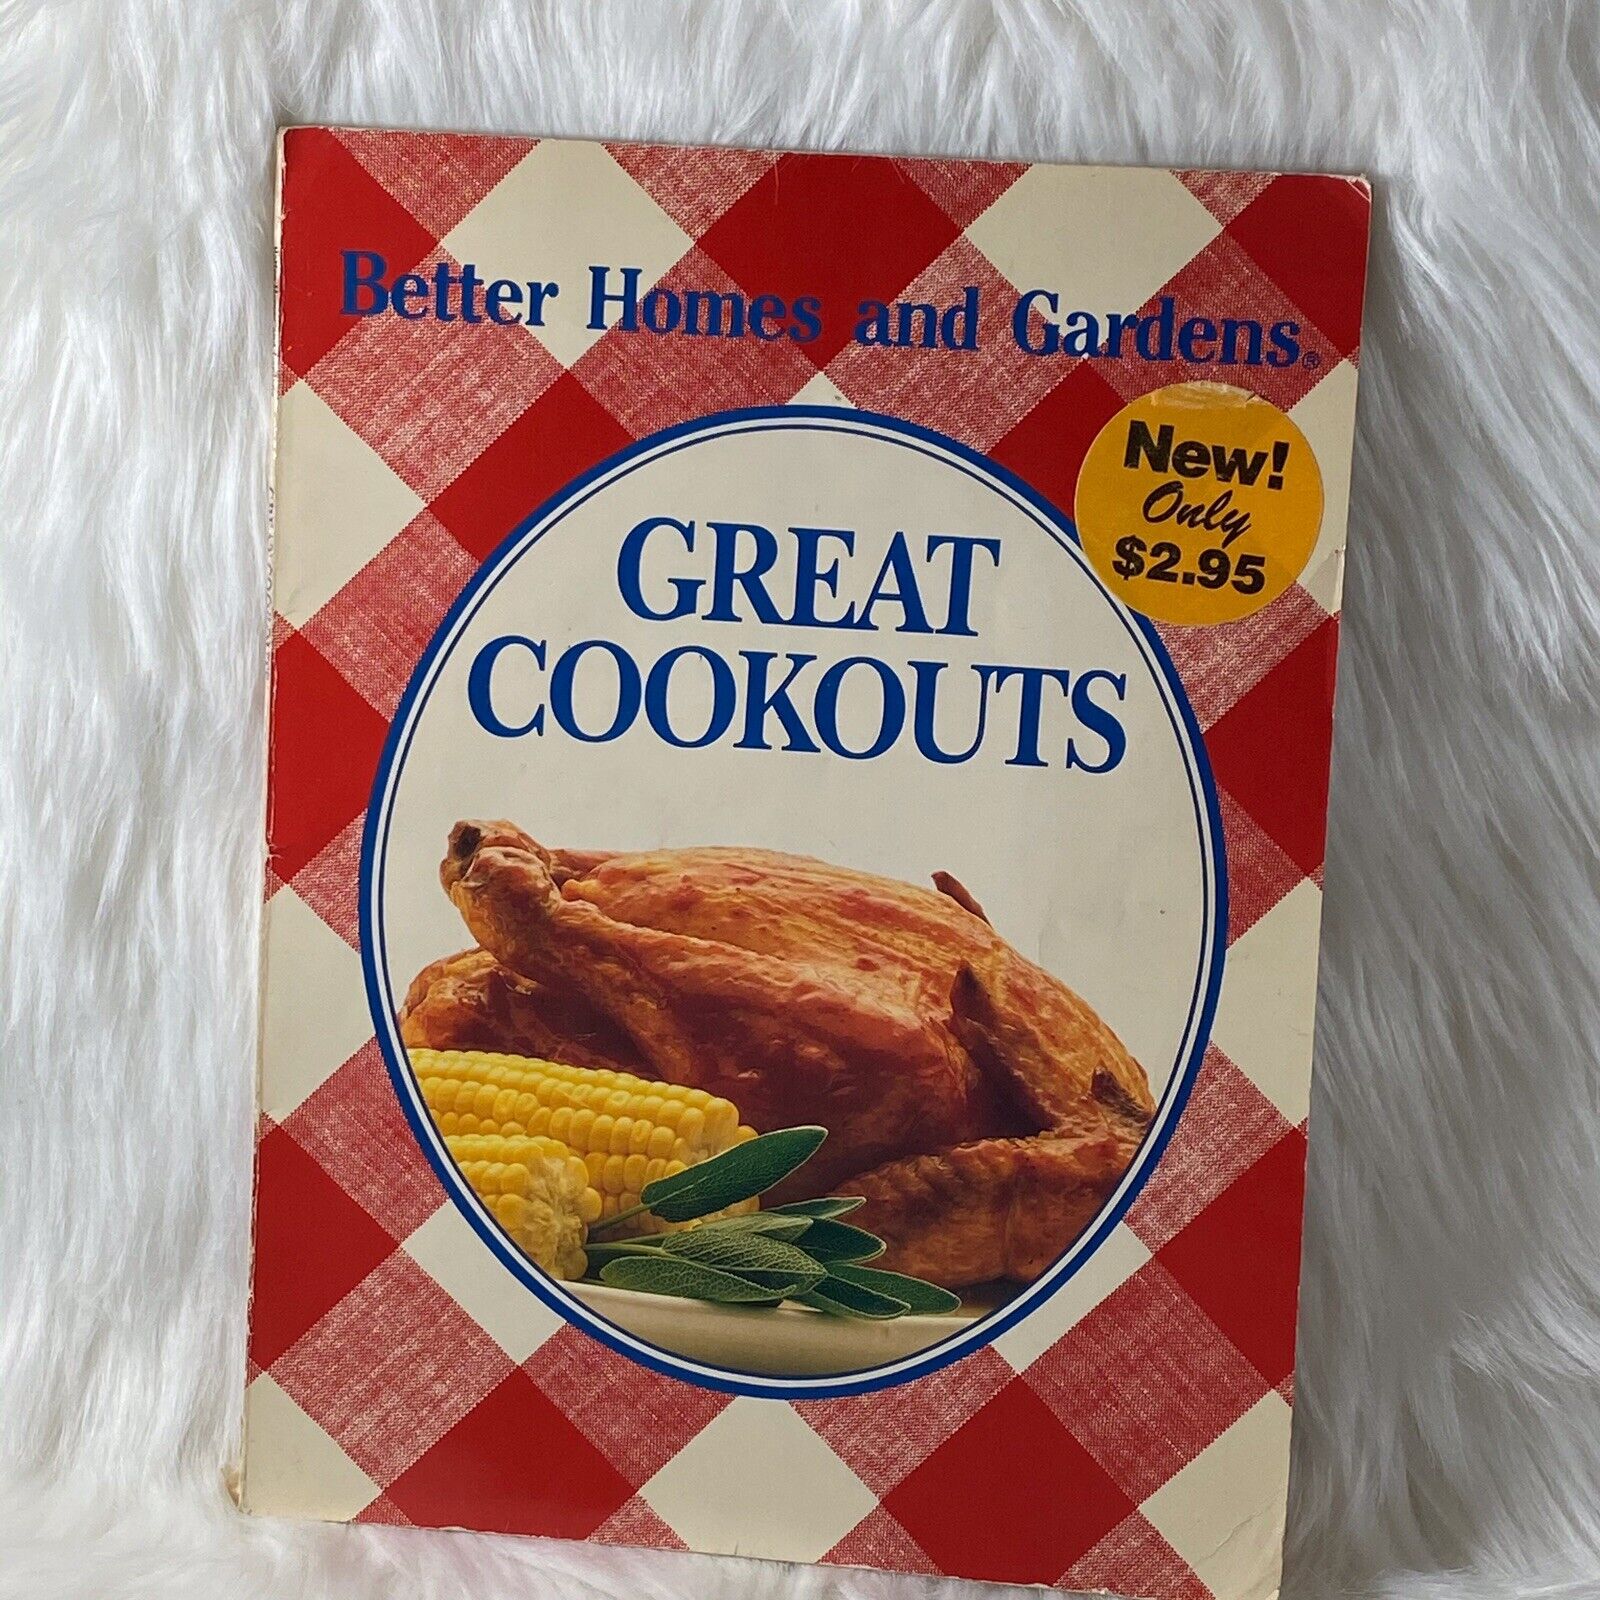 Better Homes and Gardens®
New!
Only
$2.95
GREAT
COOKOUTS